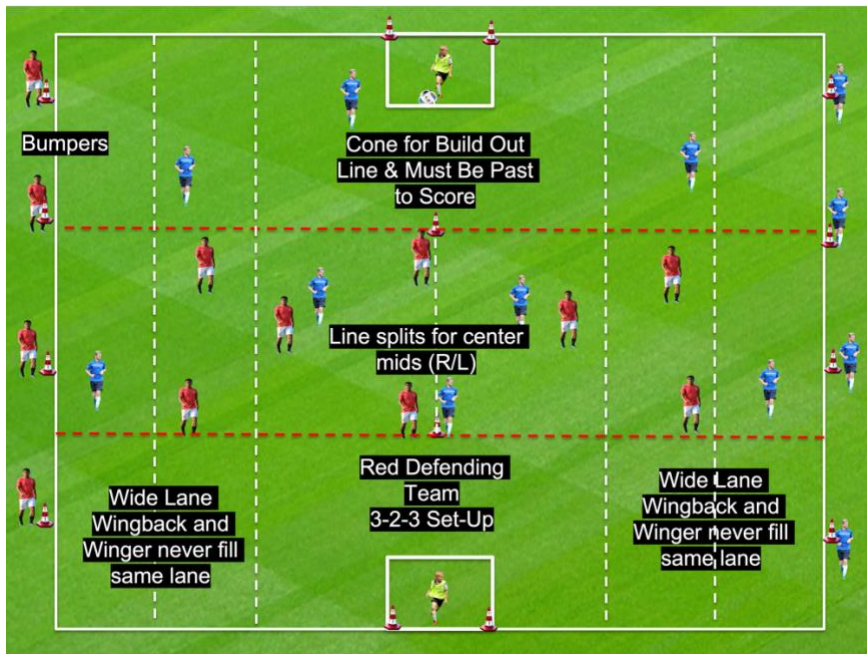 Bumpers
Cone for Build Out
Line & Must Be Past
to Score
Line splits for center
mids (R/L)
Red Defending
Team
3-2-3 Set-Up
Wide Lane
Wingback and
Winger never fill
same lane
Wide Lane
Wingback and
Winger never fill
same lane